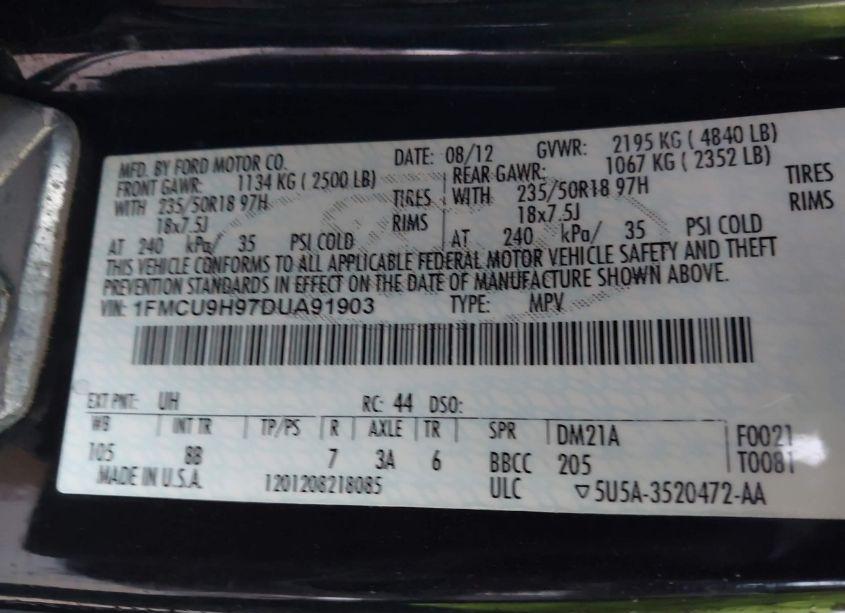 MFD. BY FORD MOTOR CO. DATE: 08/12 GVWR: 2195 KG ( 4840 LB)
FRONT GAWR: 1134 KG ( 2500 LB) REAR GAWR: 1067 KG ( 2352 LB)
WITH 235/50R18 97H TIRES WITH 235/50R18 97H TIRES
18x7.5J RIMS 18x7.5J RIMS
AT 240 kPa/ 35 PSI COLD AT 240 kPa/ 35 PSI COLD
THIS VEHICLE CONFORMS TO ALL APPLICABLE FEDERAL MOTOR VEHICLE SAFETY AND THEFT
PREVENTION STANDARDS IN EFFECT ON THE DATE OF MANUFACTURE SHOWN ABOVE.
VIN: 1FMCU9H97DUA91903 TYPE: MPV
EXT PNT: UH RC: 44 DSO:
WB INT TR TP/PS R AXLE TR SPR DM21A F0021
105 8B 7 3A 6 BBCC 205 T0081
MADE IN U.S.A. 1201208218085 ULC ▽5U5A-3520472-AA